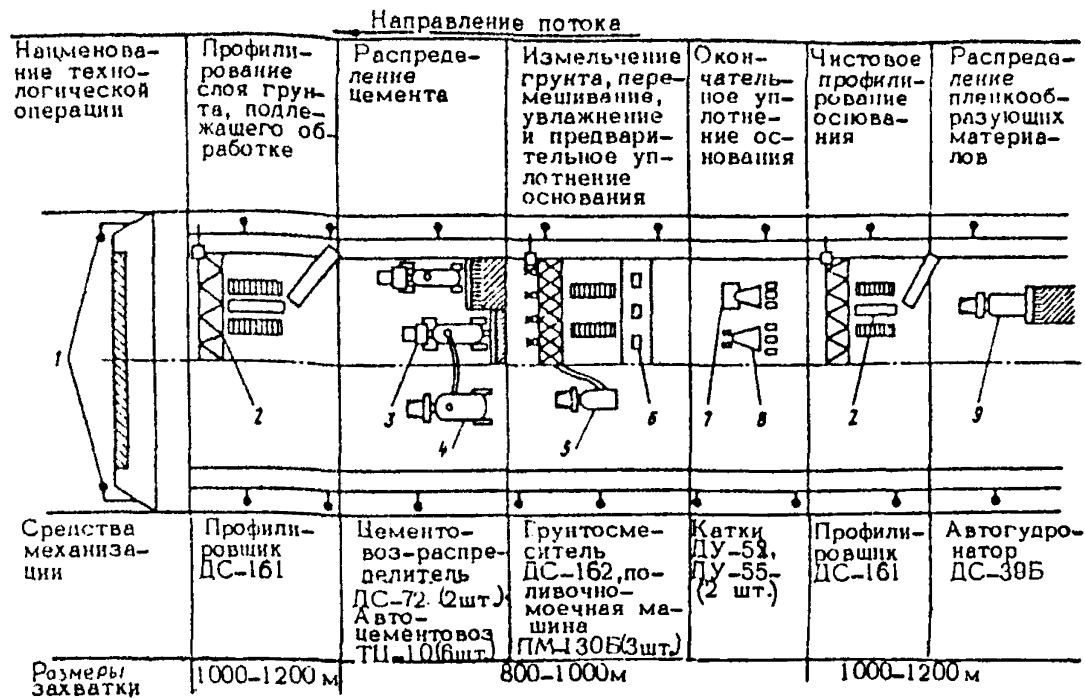 Направление потока
Наименова-
ние техно-
логической
операции
Профили-
рование
слоя грун-
та, подле-
жащего об-
работке
Распреде-
ление
цемента
Измельчение
грунта, пере-
мешивание,
увлажнение
и предвари-
тельное уп-
лотнение
основания
Окон-
чатель-
ное уп-
лотне-
ние ос-
нования
Чистовое
профили-
рование
основа-
ния
Распреде-
ление
пленкооб-
разующих
материа-
лов
1
2
3
4
5
6
7
8
2
9
Средства
механиза-
ции
Профили-
ровщик
ДС-161
Цементо-
воз-распре-
делитель
ДС-72 (2шт.)
Авто-
цементовоз
ТЦ-10(6шт.)
Грунтосме-
ситель
ДС-162, по-
ливочно-
моечная ма-
шина
ПМ-130Б(3шт.)
Катки
ДУ-55-
(2 шт.)
Профили-
ровщик
ДС-161
Автогудро-
натор
ДС-39Б
Размеры
захватки
1000-1200 м
800-1000м
1000-1200 м